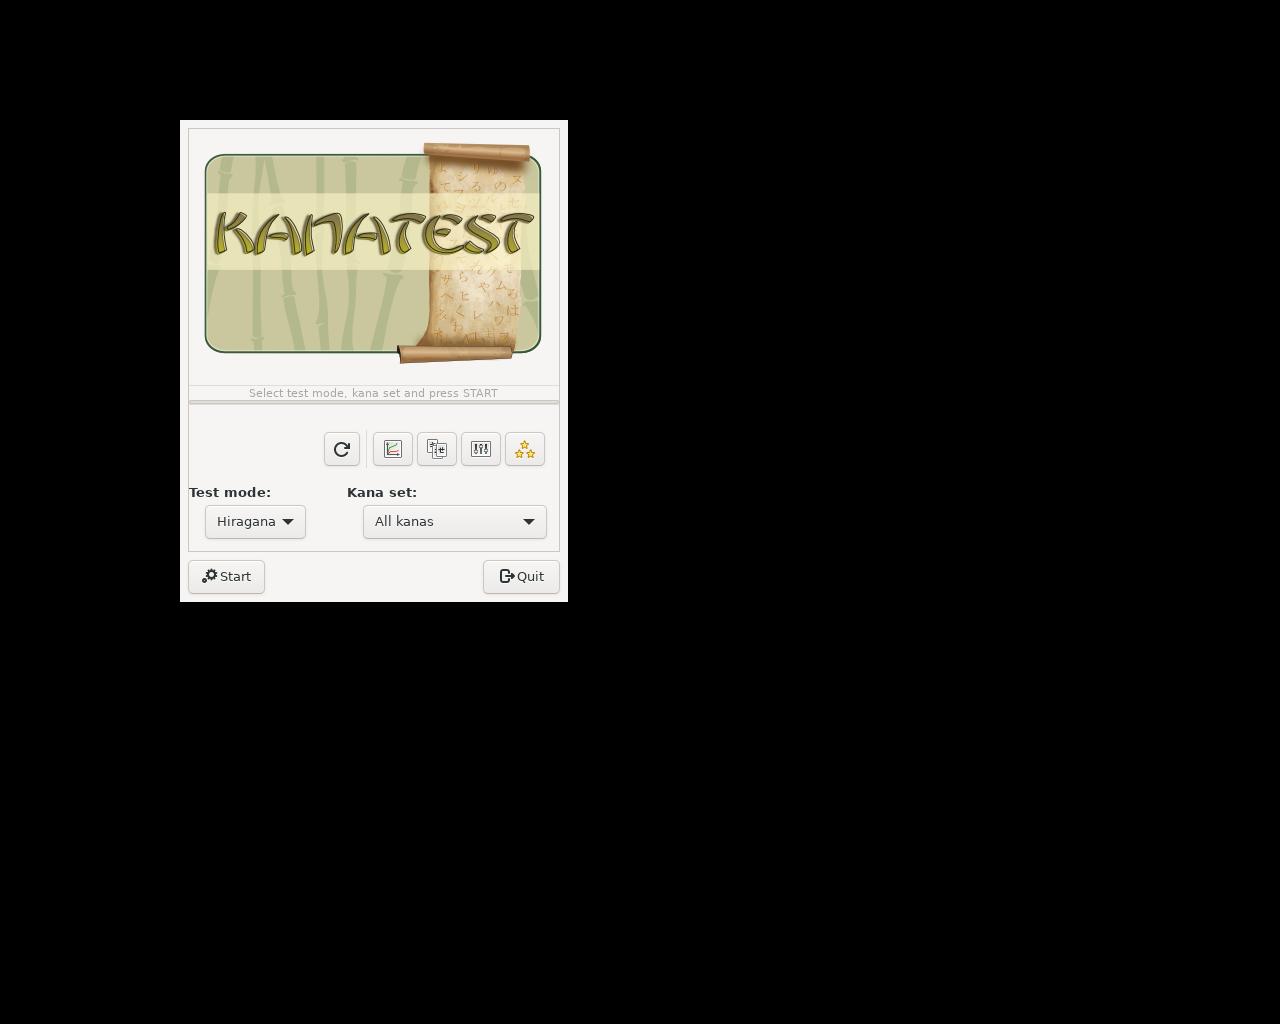 KANATEST
Select test mode, kana set and press START
Test mode:
Kana set:
Hiragana
All kanas
Start
Quit